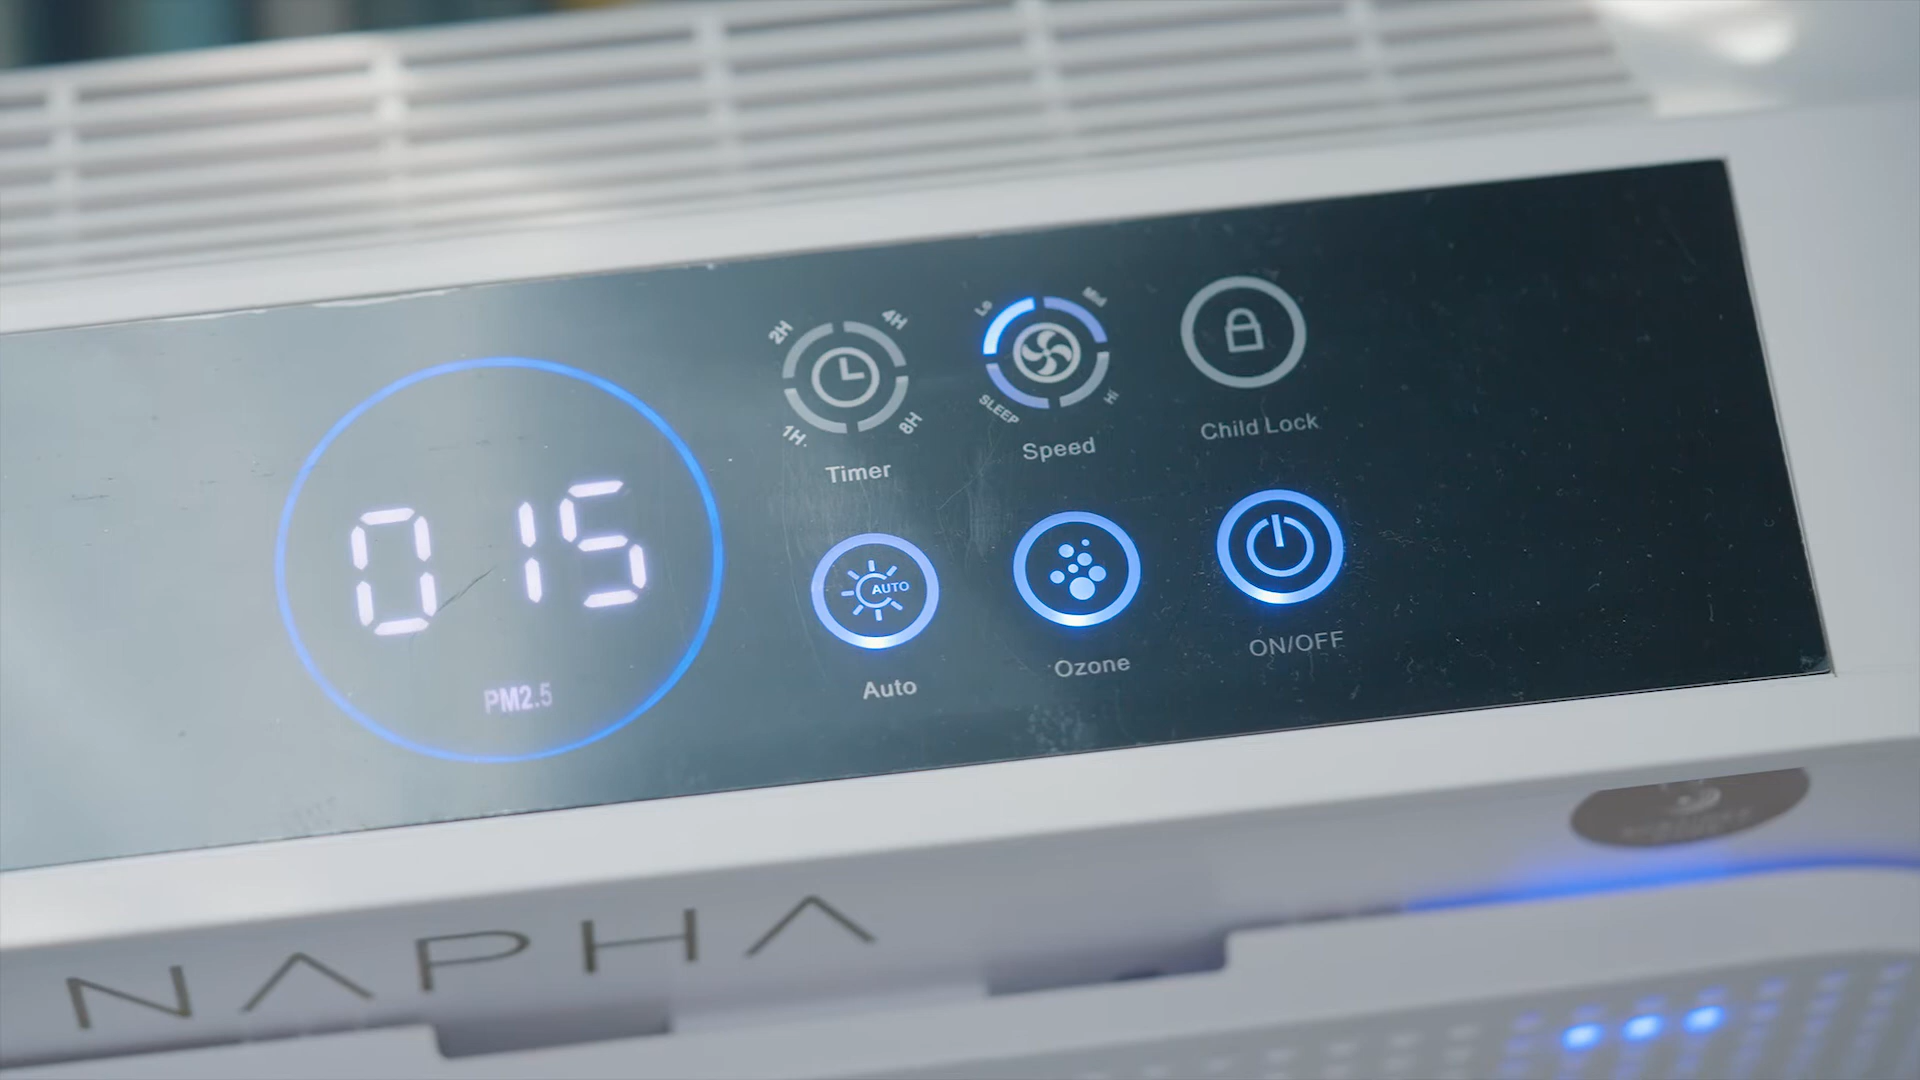 2H
4H
1H.
8H
Timer
Lo
Mid
SLEEP
Hi
Speed
Child Lock
015
PM2.5
AUTO
Auto
Ozone
ON/OFF
NAPHA